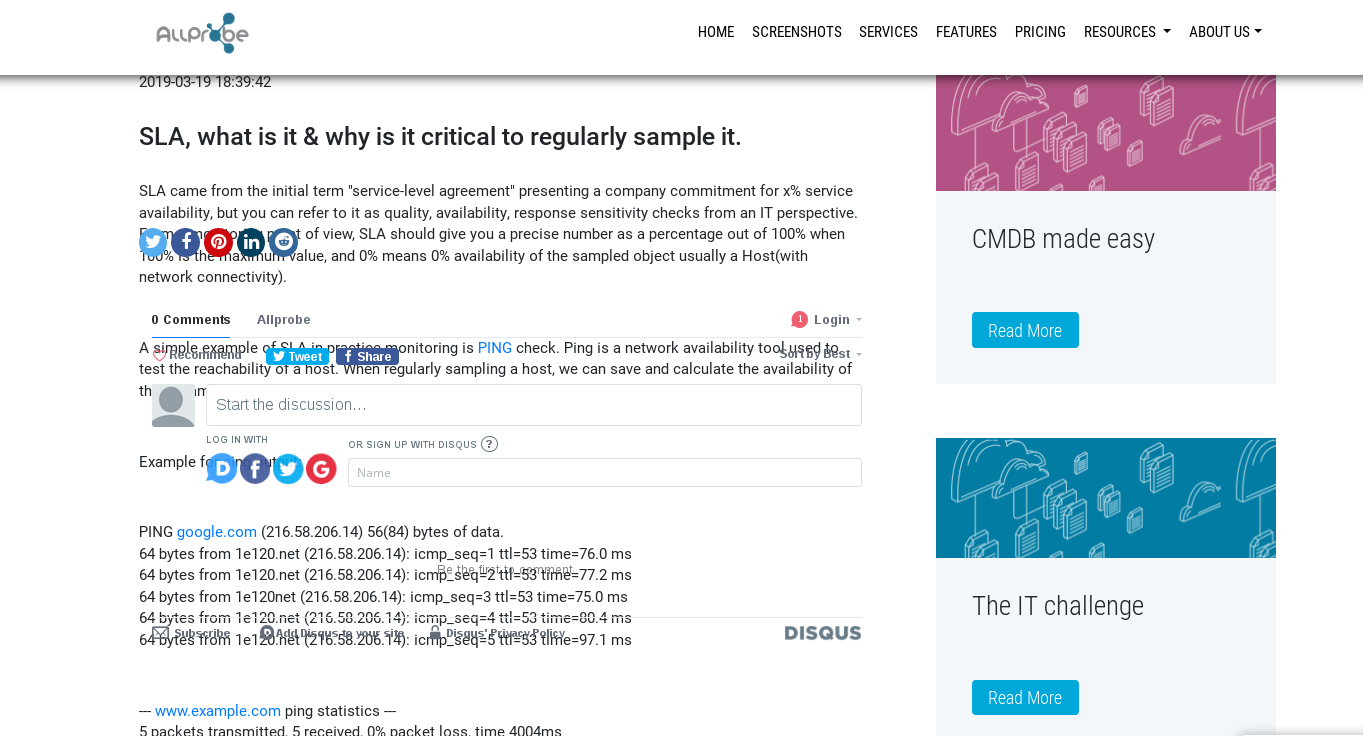 ALLPROBE
HOME SCREENSHOTS SERVICES FEATURES PRICING RESOURCES ABOUT US
2019-03-19 18:39:42
SLA, what is it & why is it critical to regularly sample it.
SLA came from the initial term "service-level agreement" presenting a company commitment for x% service
availability, but you can refer to it as quality, availability, response sensitivity checks from an IT perspective.
of view, SLA should give you a precise number as a percentage out of 100% when
100% is the maximum value, and 0% means 0% availability of the sampled object usually a Host(with
network connectivity).
0 Comments Allprobe 1 Login
A simple example of SLA in practice monitoring is PING check. Ping is a network availability tool used to
Recommend Tweet Share Sort by Best
test the reachability of a host. When regularly sampling a host, we can save and calculate the availability of
Start the discussion...
LOG IN WITH
OR SIGN UP WITH DISQUS ?
Example
Name
PING google.com (216.58.206.14) 56(84) bytes of data.
64 bytes from 1e120.net (216.58.206.14): icmp_seq=1 ttl=53 time=76.0 ms
Be the first to comment.
64 bytes from 1e120.net (216.58.206.14): icmp_seq=2 ttl=53 time=77.2 ms
64 bytes from 1e120net (216.58.206.14): icmp_seq=3 ttl=53 time=75.0 ms
64 bytes from 1e120.net (216.58.206.14): icmp_seq=4 ttl=53 time=80.4 ms
Subscribe Add Disqus to your site Disqus' Privacy Policy DISQUS
64 bytes from 1e120.net (216.58.206.14): icmp_seq=5 ttl=53 time=97.1 ms
--- www.example.com ping statistics ---
5 packets transmitted, 5 received, 0% packet loss, time 4004ms
CMDB made easy
Read More
The IT challenge
Read More